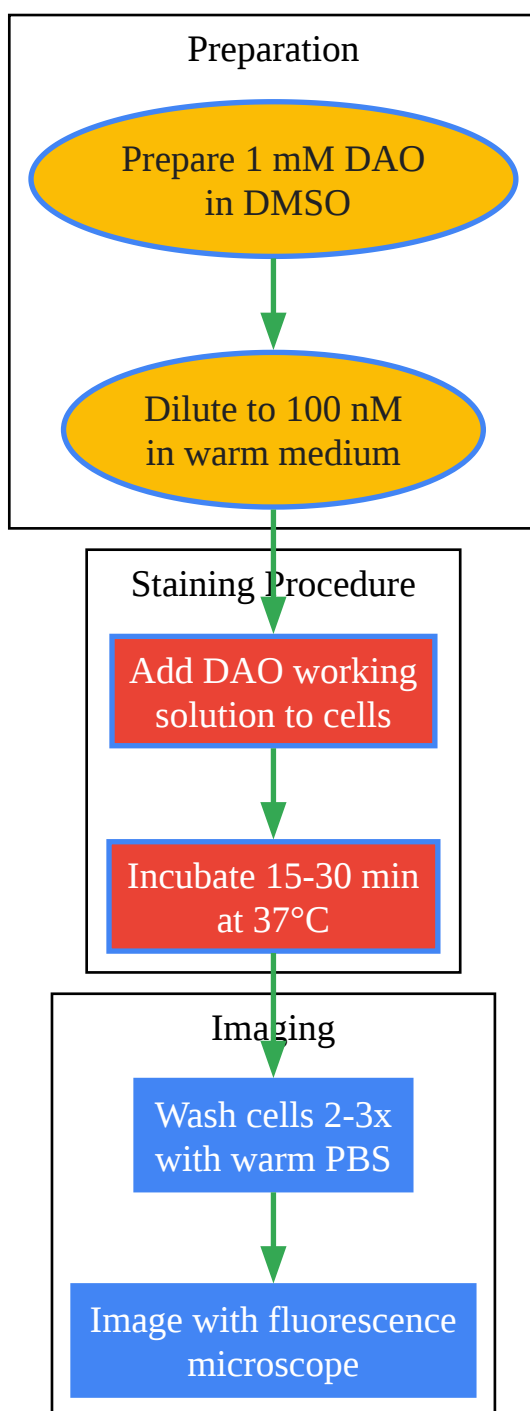 Preparation
Prepare 1 mM DAO
in DMSO
Dilute to 100 nM
in warm medium
Staining Procedure
Add DAO working
solution to cells
Incubate 15-30 min
at 37°C
Imaging
Wash cells 2-3x
with warm PBS
Image with fluorescence
microscope